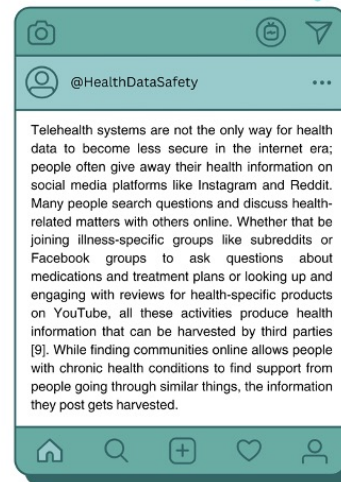 @HealthDataSafety
Telehealth systems are not the only way for health
data to become less secure in the internet era;
people often give away their health information on
social media platforms like Instagram and Reddit.
Many people search questions and discuss health-
related matters with others online. Whether that be
joining illness-specific groups like subreddits or
Facebook groups to ask questions about
medications and treatment plans or looking up and
engaging with reviews for health-specific products
on YouTube, all these activities produce health
information that can be harvested by third parties
[9]. While finding communities online allows people
with chronic health conditions to find support from
people going through similar things, the information
they post gets harvested.